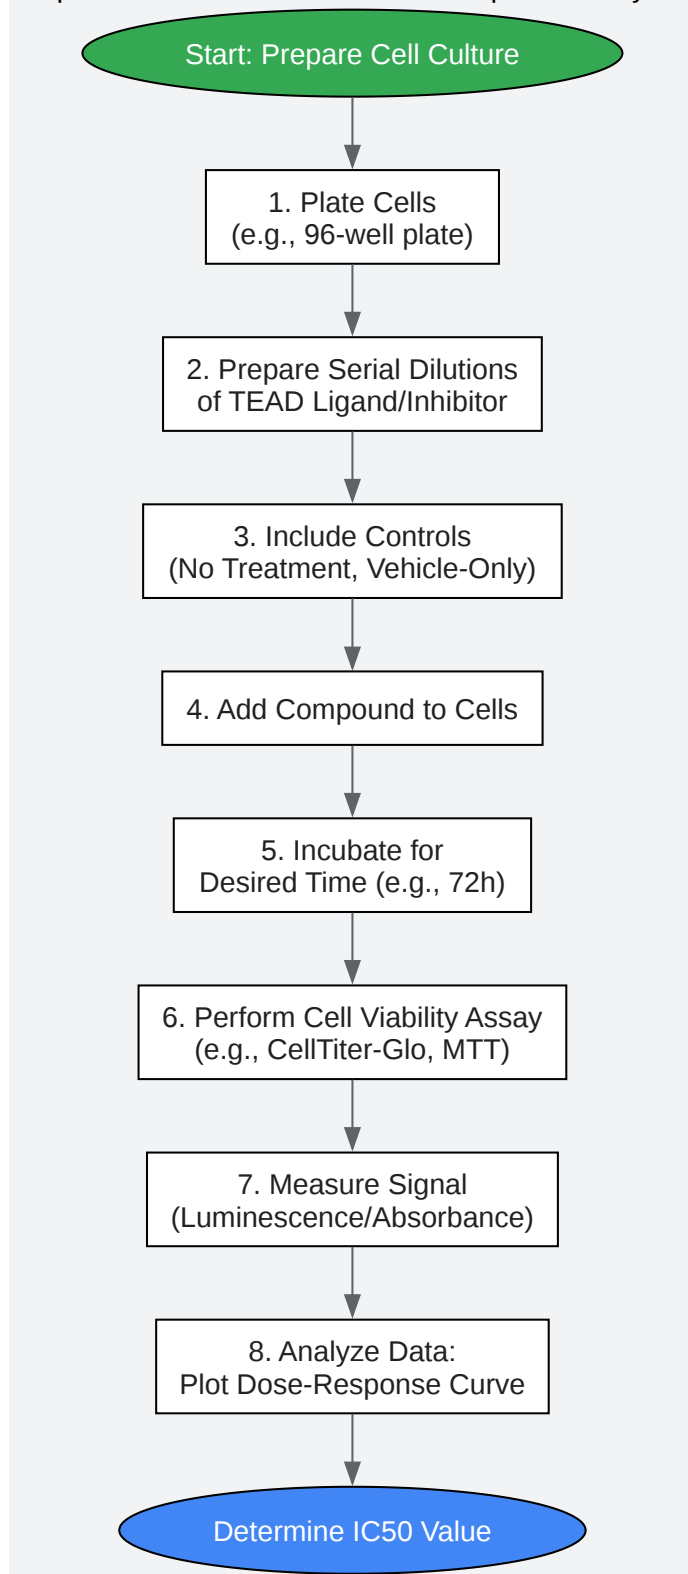 Start: Prepare Cell Culture
1. Plate Cells
(e.g., 96-well plate)
2. Prepare Serial Dilutions
of TEAD Ligand/Inhibitor
3. Include Controls
(No Treatment, Vehicle-Only)
4. Add Compound to Cells
5. Incubate for
Desired Time (e.g., 72h)
6. Perform Cell Viability Assay
(e.g., CellTiter-Glo, MTT)
7. Measure Signal
(Luminescence/Absorbance)
8. Analyze Data:
Plot Dose-Response Curve
Determine IC50 Value